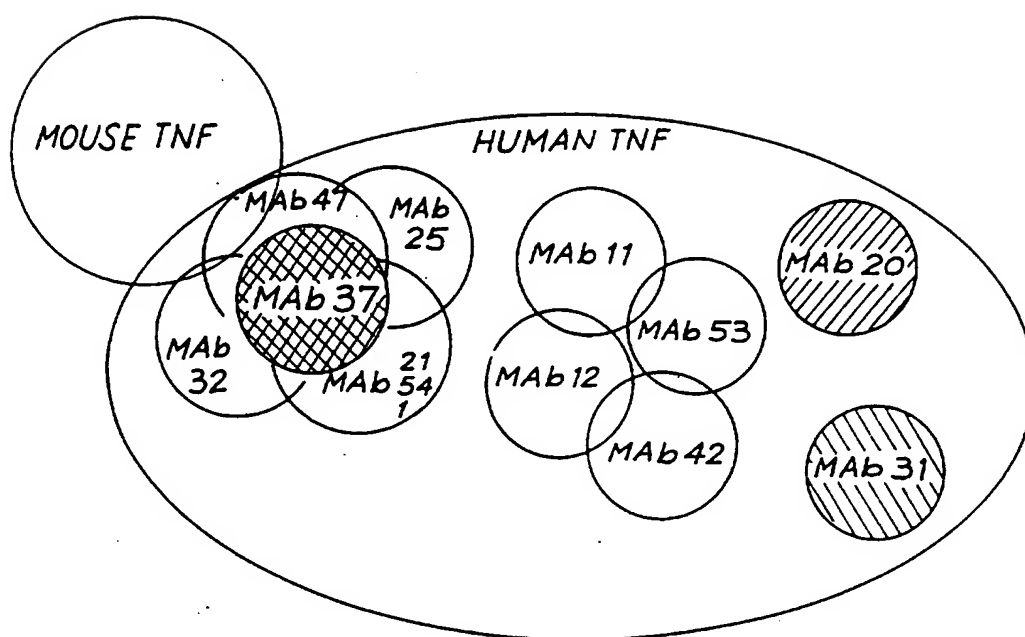 MOUSE TNF
HUMAN TNF
MAb 47
MAb
25
MAb 37
MAb
32
MAb 21
54
1
MAb 11
MAb 53
MAb 12
MAb 42
MAb 20
MAb 31